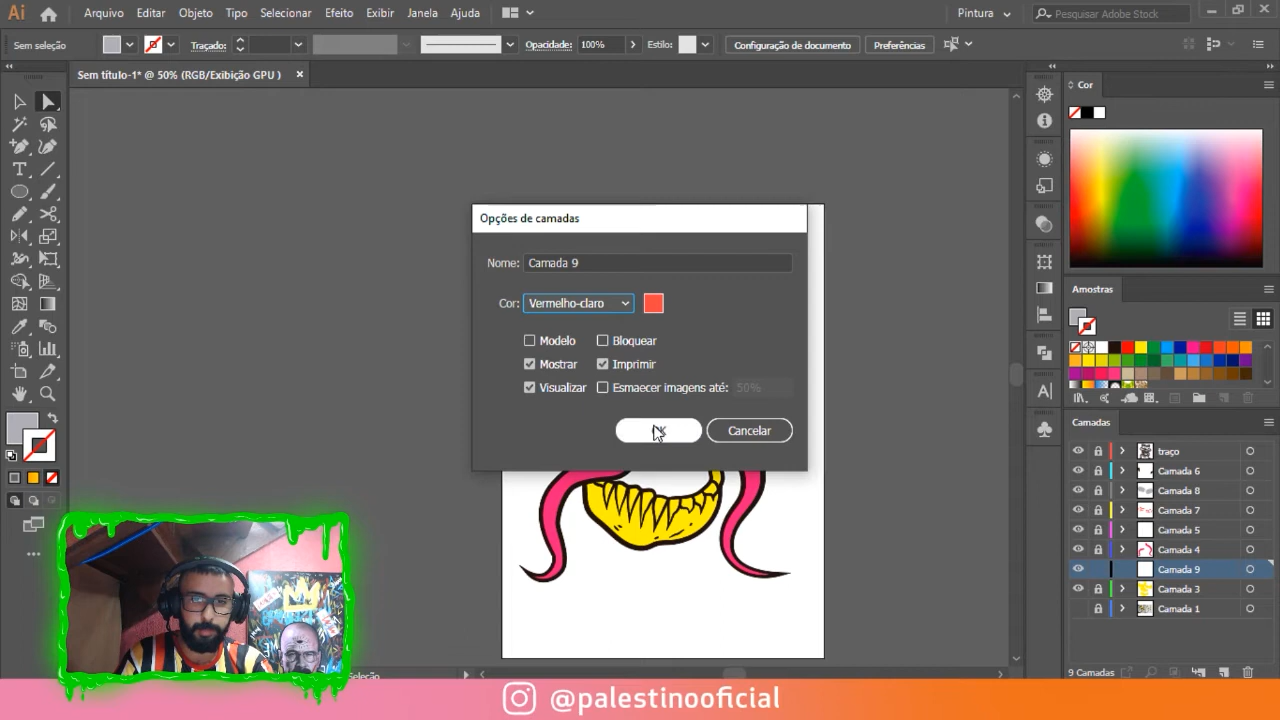 Ai
Arquivo Editar Objeto Tipo Selecionar Efeito Exibir Janela Ajuda
Pintura
Pesquisar Adobe Stock
Sem seleção
Traçado:
Opacidade: 100%
Estilo:
Configuração de documento
Preferências
Sem título-1* @ 50% (RGB/Exibição GPU )
Opções de camadas
Nome: Camada 9
Cor: Vermelho-claro
Modelo
Bloquear
Mostrar
Imprimir
Visualizar
Esmaecer imagens até: 50%
Cancelar
Cor
Amostras
Camadas
traço
Camada 6
Camada 8
Camada 7
Camada 5
Camada 4
Camada 9
Camada 3
Camada 1
9 Camadas
@palestinooficial